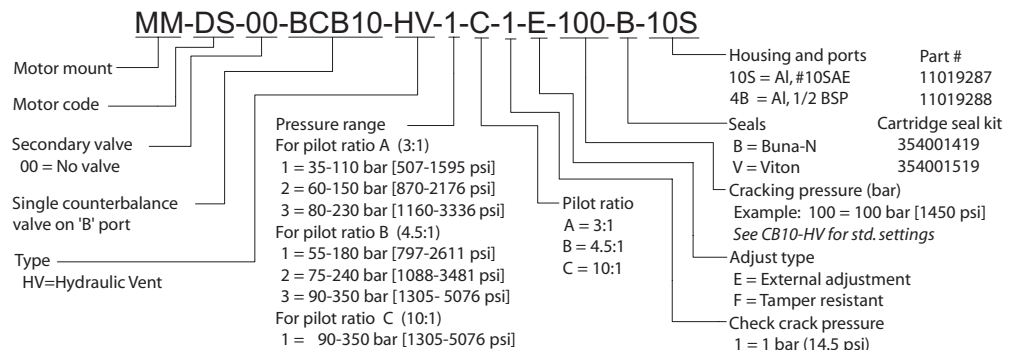 MM-DS-00-BCB10-HV-1-C-1-E-100-B-10S
Motor mount
Motor code
Secondary valve
00 = No valve
Single counterbalance
valve on 'B' port
Type
HV=Hydraulic Vent
Pressure range
For pilot ratio A (3:1)
1 = 35-110 bar [507-1595 psi]
2 = 60-150 bar [870-2176 psi]
3 = 80-230 bar [1160-3336 psi]
For pilot ratio B (4.5:1)
1 = 55-180 bar [797-2611 psi]
2 = 75-240 bar [1088-3481 psi]
3 = 90-350 bar [1305- 5076 psi]
For pilot ratio C (10:1)
1 = 90-350 bar [1305-5076 psi]
Pilot ratio
A = 3:1
B = 4.5:1
C = 10:1
Housing and ports Part #
10S = Al, #10SAE 11019287
4B = Al, 1/2 BSP 11019288
Seals Cartridge seal kit
B = Buna-N 354001419
V = Viton 354001519
Cracking pressure (bar)
Example: 100 = 100 bar [1450 psi]
See CB10-HV for std. settings
Adjust type
E = External adjustment
F = Tamper resistant
Check crack pressure
1 = 1 bar (14.5 psi)